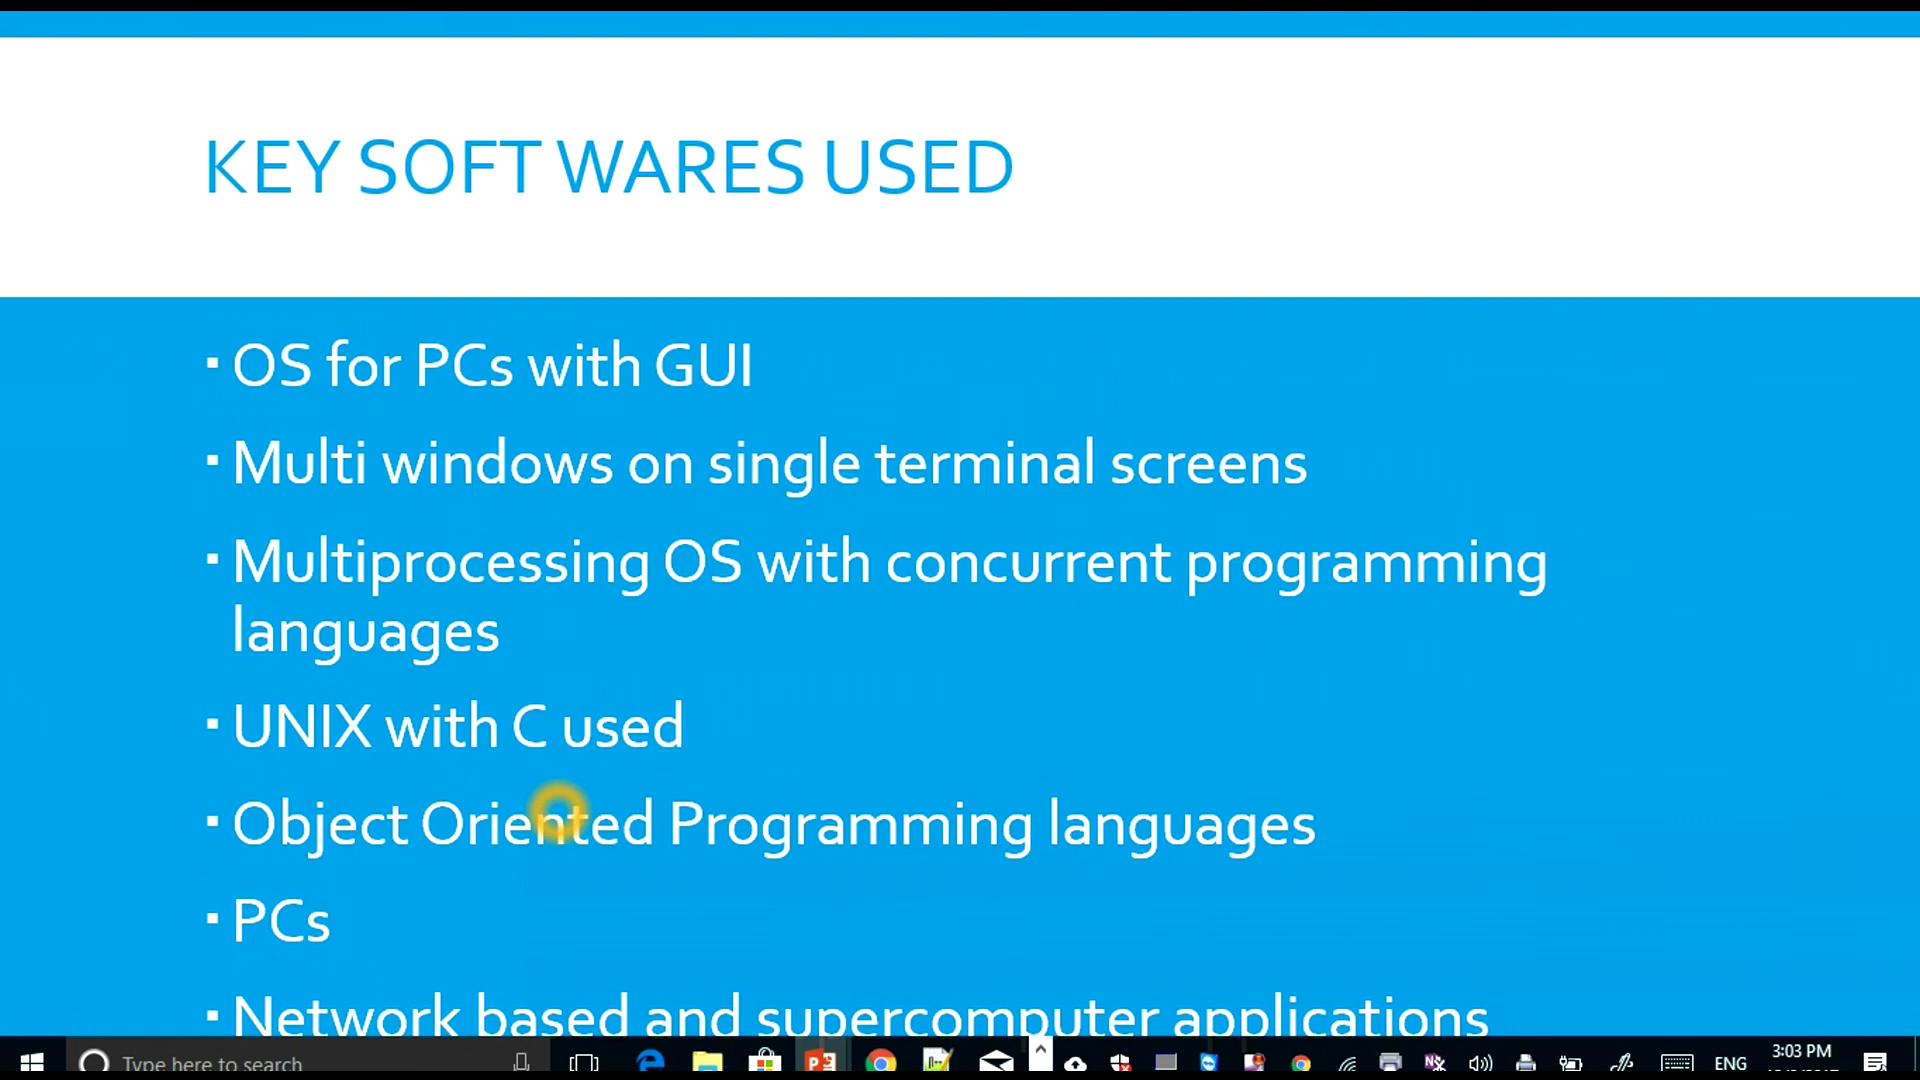 KEY SOFT WARES USED
▪ OS for PCs with GUI
▪ Multi windows on single terminal screens
▪ Multiprocessing OS with concurrent programming
languages
▪ UNIX with C used
▪ Object Oriented Programming languages
▪ PCs
▪ Network based and supercomputer applications
Type here to search
ENG
3:03 PM